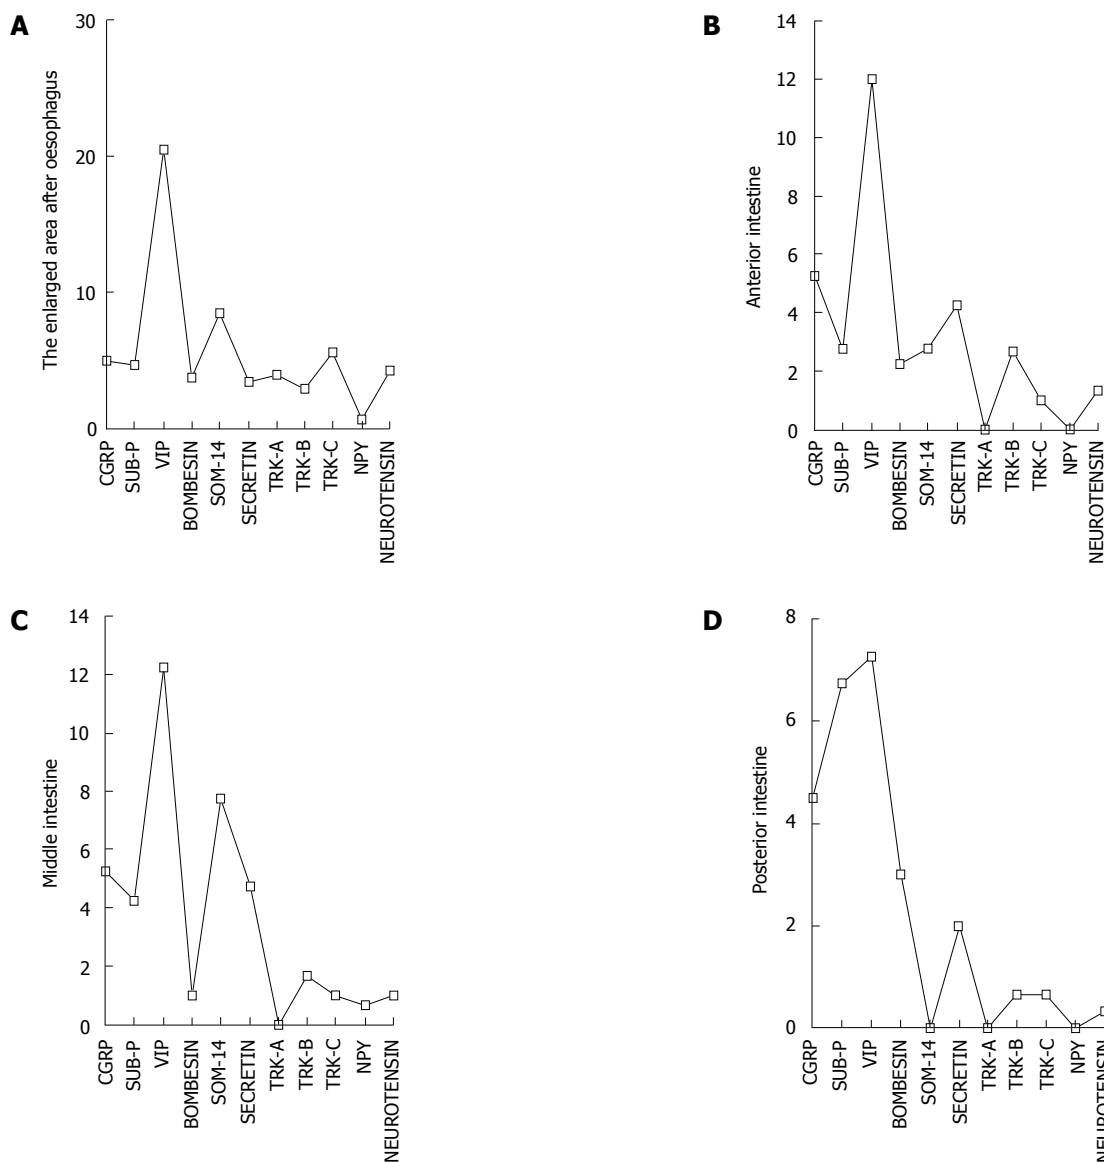 A
The enlarged area after oesophagus
30
20
10
0
CGRP
SUB-P
VIP
BOMBESIN
SOM-14
SECRETIN
TRK-A
TRK-B
TRK-C
NPY
NEUROTENSIN
B
Anterior intestine
14
12
10
8
6
4
2
0
CGRP
SUB-P
VIP
BOMBESIN
SOM-14
SECRETIN
TRK-A
TRK-B
TRK-C
NPY
NEUROTENSIN
C
Middle intestine
14
12
10
8
6
4
2
0
CGRP
SUB-P
VIP
BOMBESIN
SOM-14
SECRETIN
TRK-A
TRK-B
TRK-C
NPY
NEUROTENSIN
D
Posterior intestine
8
6
4
2
0
CGRP
SUB-P
VIP
BOMBESIN
SOM-14
SECRETIN
TRK-A
TRK-B
TRK-C
NPY
NEUROTENSIN